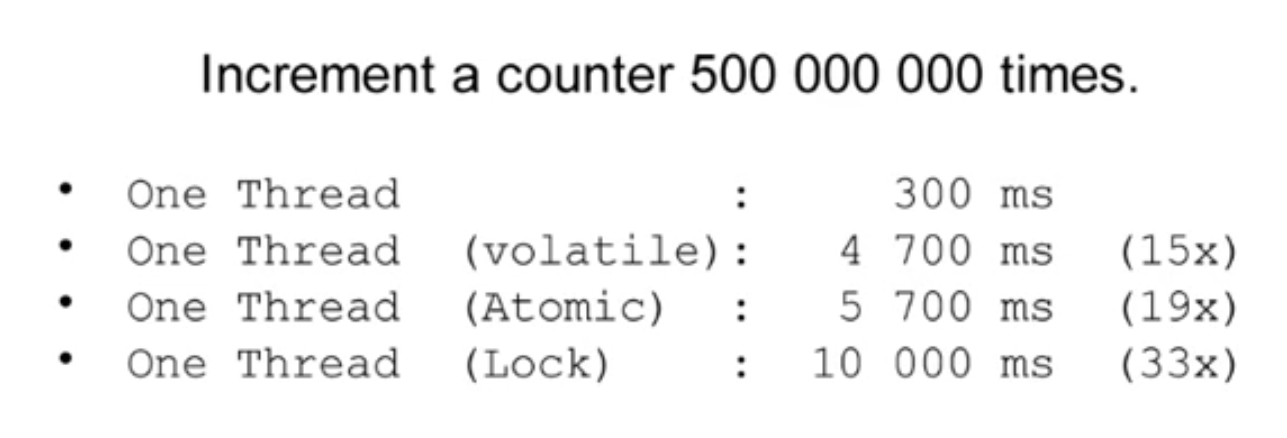 Increment a counter 500 000 000 times.
• One Thread : 300 ms
• One Thread (volatile): 4 700 ms (15x)
• One Thread (Atomic) : 5 700 ms (19x)
• One Thread (Lock) : 10 000 ms (33x)